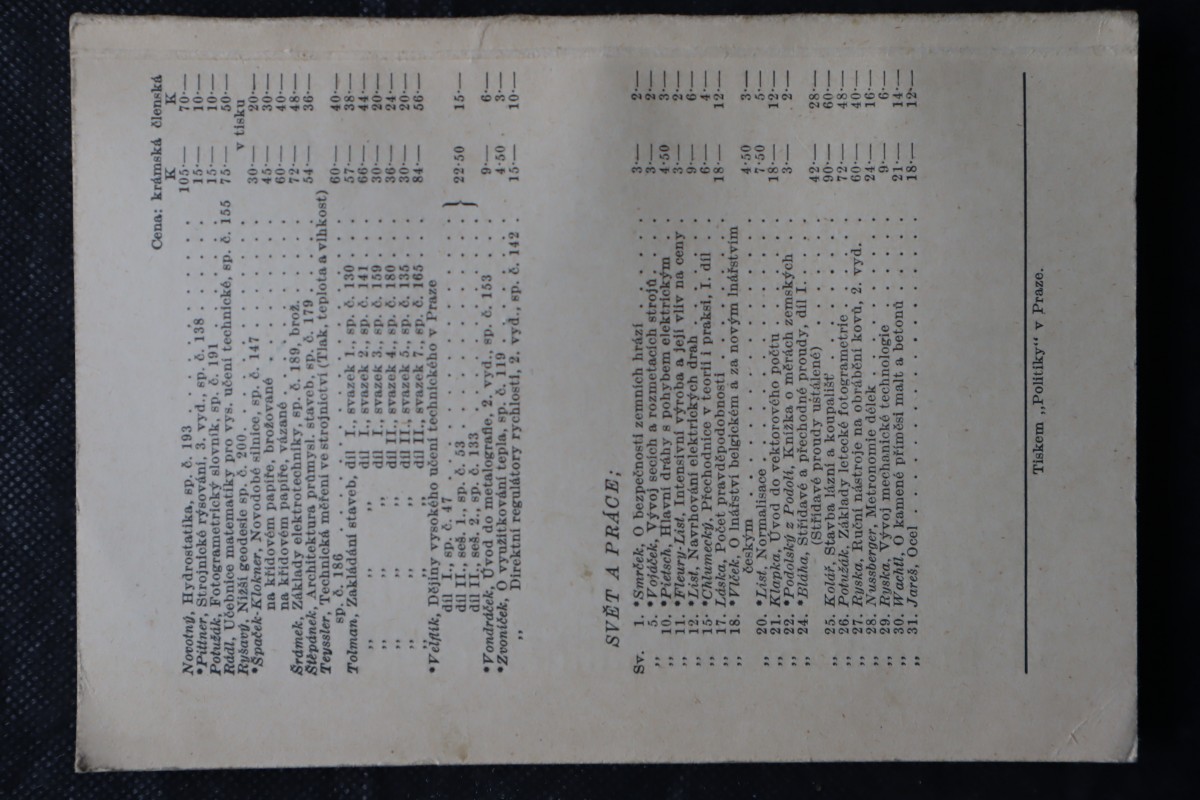 Cena: krámská členská
K K
Novotný, Hydrostatika, sp. č. 193 . . . . . 105·— 70·—
*Pittner, Strojnické rýsování, 3. vyd., sp. č. 138 15·— 10·—
Potužák, Fotogrametrický slovník, sp. č. 191 15·— 10·—
Rádl, Učebnice matematiky pro vys. učení technické, sp. č. 155 75·— 50·—
Ryšavý, Nižší geodesie sp. č. 200 . . . . . v tisku
*Špaček-Klokner, Novodobé silnice, sp. č. 147 . . . 30·— 20·—
na křídovém papíře, brožované . . . 45·— 30·—
na křídovém papíře, vázané . . . 60·— 40·—
Šrámek, Základy elektrotechniky, sp. č. 189, brož. 72·— 48·—
Štěpánek, Architektura průmysl. staveb, sp. č. 179 . . 54·— 36·—
Teyssler, Technická měření ve strojnictví (Tlak, teplota a vlhkost)
sp. č. 186 . . . . . 60·— 40·—
Tolman, Zakládání staveb, díl I., svazek 1., sp. č. 130 . . 57·— 38·—
„ „ díl I., svazek 2., sp. č. 141 . . 66·— 44·—
„ „ díl I., svazek 3., sp. č. 159 . . 30·— 20·—
„ „ díl II., svazek 4., sp. č. 180 . . 36·— 24·—
„ „ díl II., svazek 5., sp. č. 135 . . 30·— 20·—
„ „ díl II., svazek 7., sp. č. 165 . . 84·— 56·—
*Velflík, Dějiny vysokého učení technického v Praze
díl I., sp. č. 47 . . . . .
díl II., seš. 1., sp. č. 53 . . . . . } 22·50 15·—
díl II., seš. 2., sp. č. 133 . . . . .
*Vondráček, Úvod do metalografie, 2. vyd., sp. č. 153 . . 9·— 6·—
*Zvoníček, O využitkování tepla, sp. č. 119 . . . 4·50 3·—
„ Direktní regulátory rychlosti, 2. vyd., sp. č. 142 . 15·— 10·—
SVĚT A PRÁCE;
Sv. 1. *Smrček, O bezpečnosti zemních hrází . . . . . 3·— 2·—
„ 5. *Vojáček, Vývoj secích a rozmetacích strojů . . . 3·— 2·—
„ 10. *Pietsch, Hlavní dráhy s pohybem elektrickým . . 4·50 3·—
„ 11. *Fleury-List, Intensivní výroba a její vliv na ceny 3·— 2·—
„ 12. *List, Navrhování elektrických drah . . . . 9·— 6·—
„ 15· *Chlumecký, Přechodnice v teorii i praksi, I. díl . 6·— 4·—
„ 17. Láska, Počet pravděpodobnosti . . . . . 18·— 12·—
„ 18. *Vlček, O lnářství belgickém a za novým lnářstvím
českým . . . . . 4·50 3·—
„ 20. *List, Normalisace . . . . . 7·50 5·—
„ 21. Klapka, Úvod do vektorového počtu . . . . 18·— 12·—
„ 22. *Podolský z Podolí, Knížka o měrách zemských . . 3·— 2·—
„ 24. *Bláha, Střídavé a přechodné proudy, díl I. . . .
(Střídavé proudy ustálené) . . . . . 42·— 28·—
„ 25. Kolář, Stavba lázní a koupališť . . . . . 90·— 60·—
„ 26. Potužák, Základy letecké fotogrametrie . . . . 72·— 48·—
„ 27. Ryska, Ruční nástroje na obrábění kovů, 2. vyd. . 60·— 40·—
„ 28. Nussberger, Metronomie délek . . . . . 24·— 16·—
„ 29. Ryska, Vývoj mechanické technologie . . . . 9·— 6·—
„ 30. Wachtl, O kamené příměsi malt a betonů . . . 21·— 14·—
„ 31. Jareš, Ocel . . . . . 18·— 12·—
Tiskem „Politiky“ v Praze.